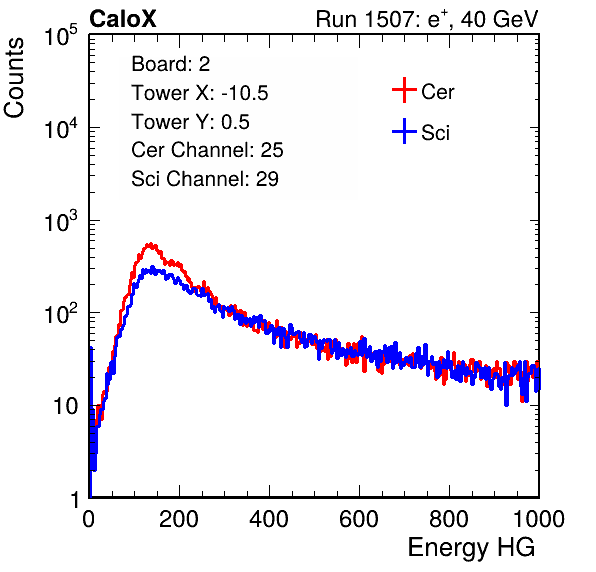 CaloX Run 1507: e+, 40 GeV
Board: 2
Tower X: -10.5
Tower Y: 0.5
Cer Channel: 25
Sci Channel: 29
Cer
Sci
Counts
10^5
10^4
10^3
10^2
10
1
0 200 400 600 800 1000
Energy HG